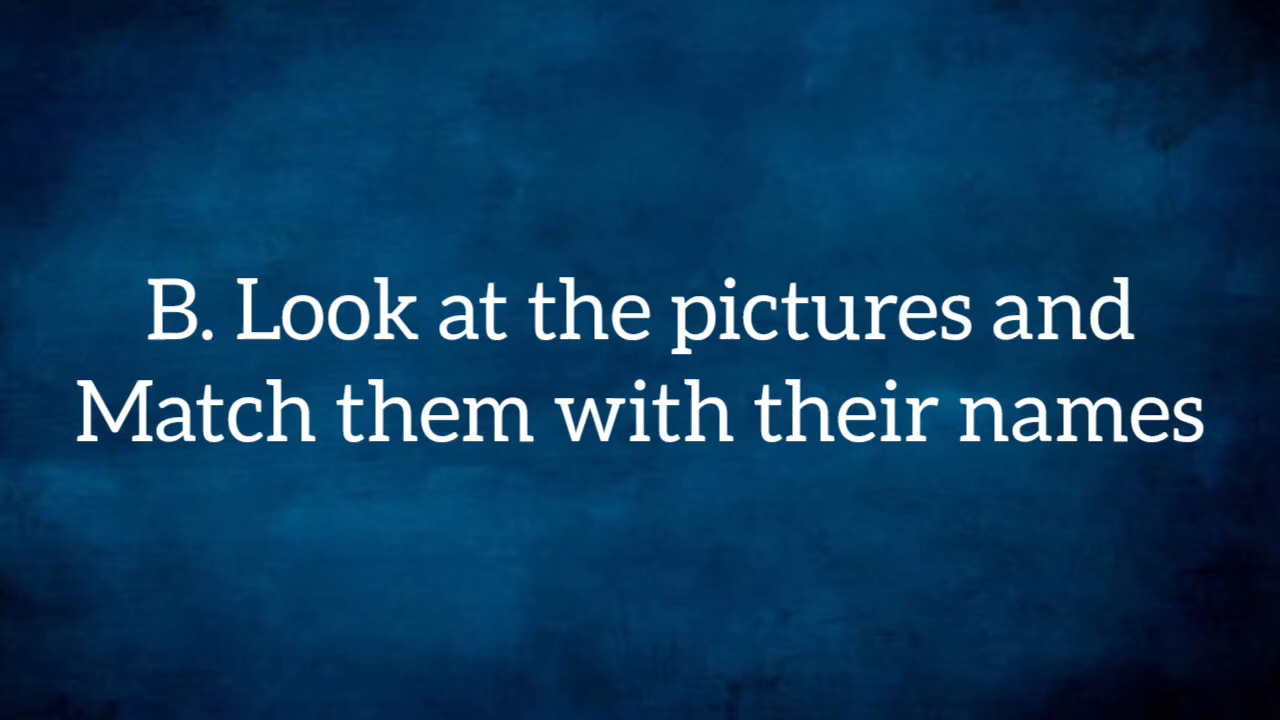 B. Look at the pictures and
Match them with their names